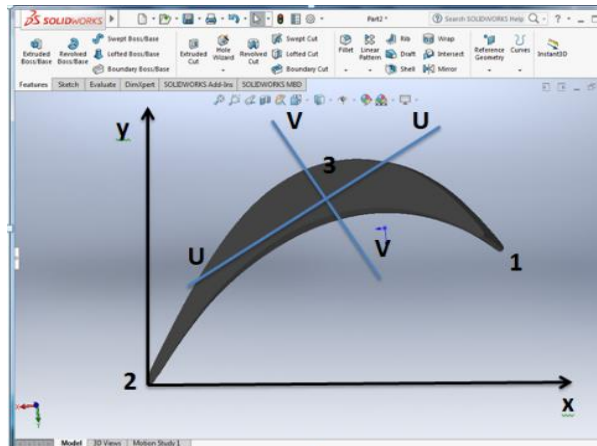 SOLIDWORKS
Part2 *
Search SOLIDWORKS Help
Extruded Boss/Base
Revolved Boss/Base
Swept Boss/Base
Lofted Boss/Base
Boundary Boss/Base
Extruded Cut
Hole Wizard
Revolved Cut
Swept Cut
Lofted Cut
Boundary Cut
Fillet
Linear Pattern
Rib
Draft
Shell
Wrap
Intersect
Mirror
Reference Geometry
Curves
Instant3D
Features Sketch Evaluate DimXpert SOLIDWORKS Add-Ins SOLIDWORKS MBD
y
V
U
3
U
V
1
2
x
Model 3D Views Motion Study 1